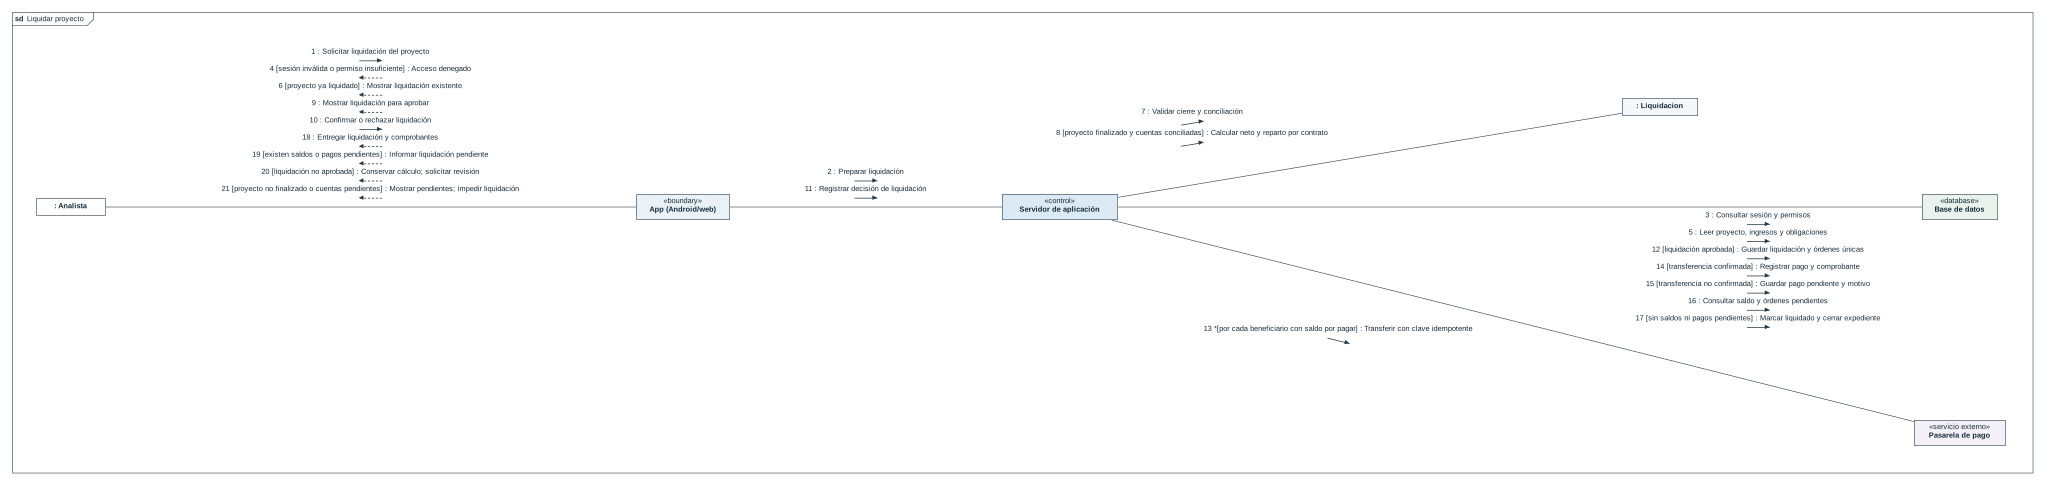 sd Liquidar proyecto
1 : Solicitar liquidación del proyecto
4 [sesión inválida o permiso insuficiente] : Acceso denegado
6 [proyecto ya liquidado] : Mostrar liquidación existente
9 : Mostrar liquidación para aprobar
10 : Confirmar o rechazar liquidación
18 : Entregar liquidación y comprobantes
19 [existen saldos o pagos pendientes] : Informar liquidación pendiente
20 [liquidación no aprobada] : Conservar cálculo; solicitar revisión
21 [proyecto no finalizado o cuentas pendientes] : Mostrar pendientes; impedir liquidación
: Analista
«boundary»
App (Android/web)
2 : Preparar liquidación
11 : Registrar decisión de liquidación
«control»
Servidor de aplicación
7 : Validar cierre y conciliación
8 [proyecto finalizado y cuentas conciliadas] : Calcular neto y reparto por contrato
: Liquidacion
«database»
Base de datos
3 : Consultar sesión y permisos
5 : Leer proyecto, ingresos y obligaciones
12 [liquidación aprobada] : Guardar liquidación y órdenes únicas
14 [transferencia confirmada] : Registrar pago y comprobante
15 [transferencia no confirmada] : Guardar pago pendiente y motivo
16 : Consultar saldo y órdenes pendientes
17 [sin saldos ni pagos pendientes] : Marcar liquidado y cerrar expediente
13 *[por cada beneficiario con saldo por pagar] : Transferir con clave idempotente
«servicio externo»
Pasarela de pago